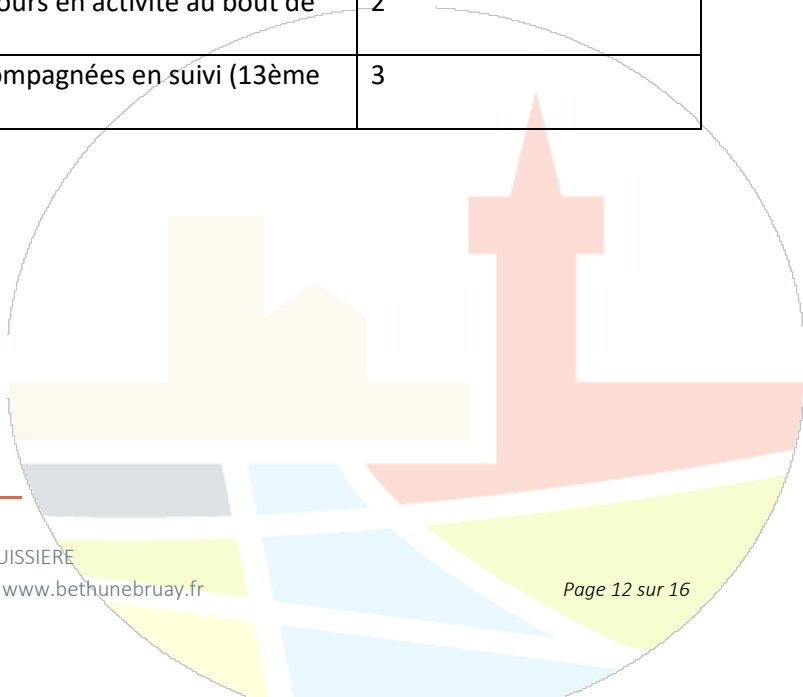 ours en activité au bout de 2
ompagnées en suivi (13ème 3
UISSIERE
www.bethunebruay.fr
Page 12 sur 16